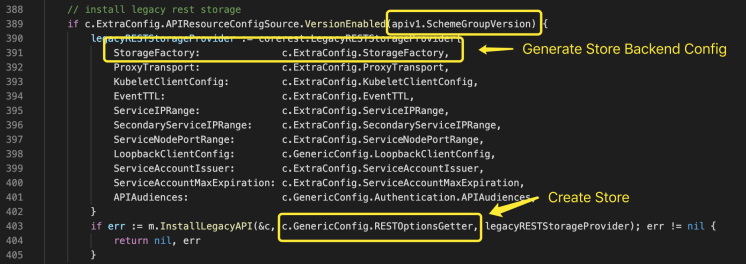 388 // install legacy rest storage
389 if c.ExtraConfig.APIResourceConfigSource.VersionEnabled(apiv1.SchemeGroupVersion) {
390 legacyRESTStorageProvider := corerest.LegacyRESTStorageProvider{
391 StorageFactory: c.ExtraConfig.StorageFactory,
Generate Store Backend Config
392 ProxyTransport: c.ExtraConfig.ProxyTransport,
393 KubeletClientConfig: c.ExtraConfig.KubeletClientConfig,
394 EventTTL: c.ExtraConfig.EventTTL,
395 ServiceIPRange: c.ExtraConfig.ServiceIPRange,
396 SecondaryServiceIPRange: c.ExtraConfig.SecondaryServiceIPRange,
397 ServiceNodePortRange: c.ExtraConfig.ServiceNodePortRange,
398 LoopbackClientConfig: c.GenericConfig.LoopbackClientConfig,
399 ServiceAccountIssuer: c.ExtraConfig.ServiceAccountIssuer,
400 ServiceAccountMaxExpiration: c.ExtraConfig.ServiceAccountMaxExpiration,
401 APIAudiences: c.GenericConfig.Authentication.APIAudiences,
Create Store
402 }
403 if err := m.InstallLegacyAPI(&c, c.GenericConfig.RESTOptionsGetter, legacyRESTStorageProvider); err != nil {
404 return nil, err
405 }